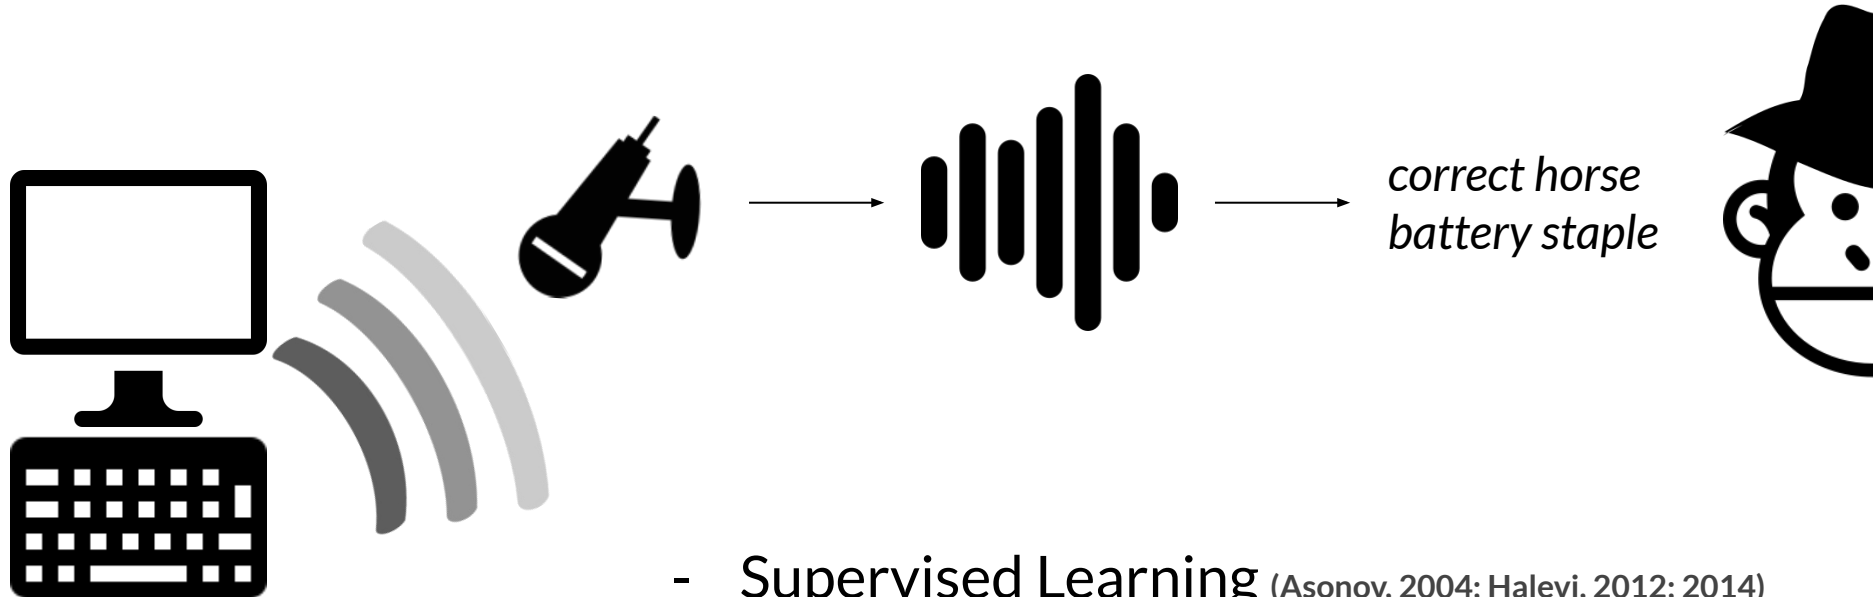 correct horse
battery staple
- Supervised Learning (Asonov, 2004; Halevi, 2012; 2014)